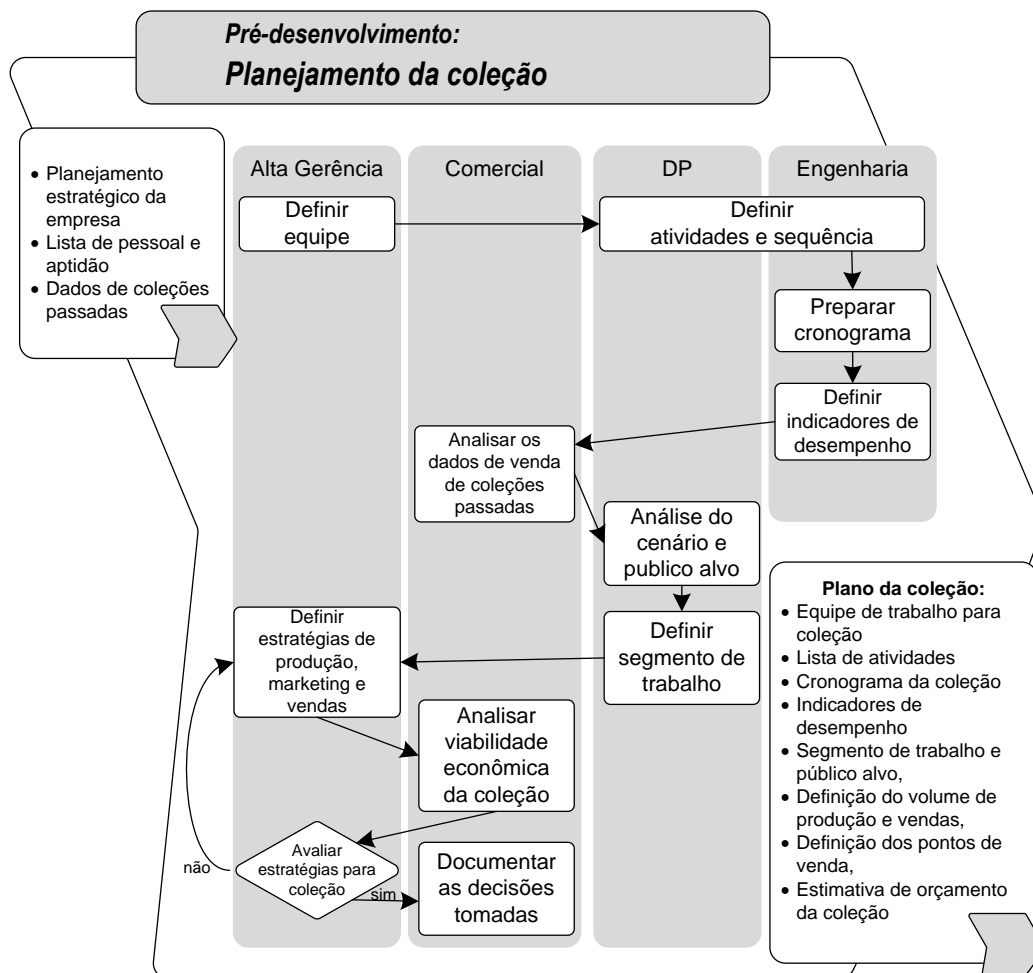 Pré-desenvolvimento:
Planejamento da coleção
• Planejamento
estratégico da
empresa
• Lista de pessoal e
aptidão
• Dados de coleções
passadas
Alta Gerência
Comercial
DP
Engenharia
Definir
equipe
Definir
atividades e sequência
Preparar
cronograma
Definir
indicadores de
desempenho
Analisar os
dados de venda
de coleções
passadas
Análise do
cenário e
publico alvo
Definir
segmento de
trabalho
Definir
estratégias de
produção,
marketing e
vendas
Analisar
viabilidade
econômica
da coleção
Avaliar
estratégias para
coleção
não
sim
Documentar
as decisões
tomadas
Plano da coleção:
• Equipe de trabalho para
coleção
• Lista de atividades
• Cronograma da coleção
• Indicadores de
desempenho
• Segmento de trabalho e
público alvo,
• Definição do volume de
produção e vendas,
• Definição dos pontos de
venda,
• Estimativa de orçamento
da coleção